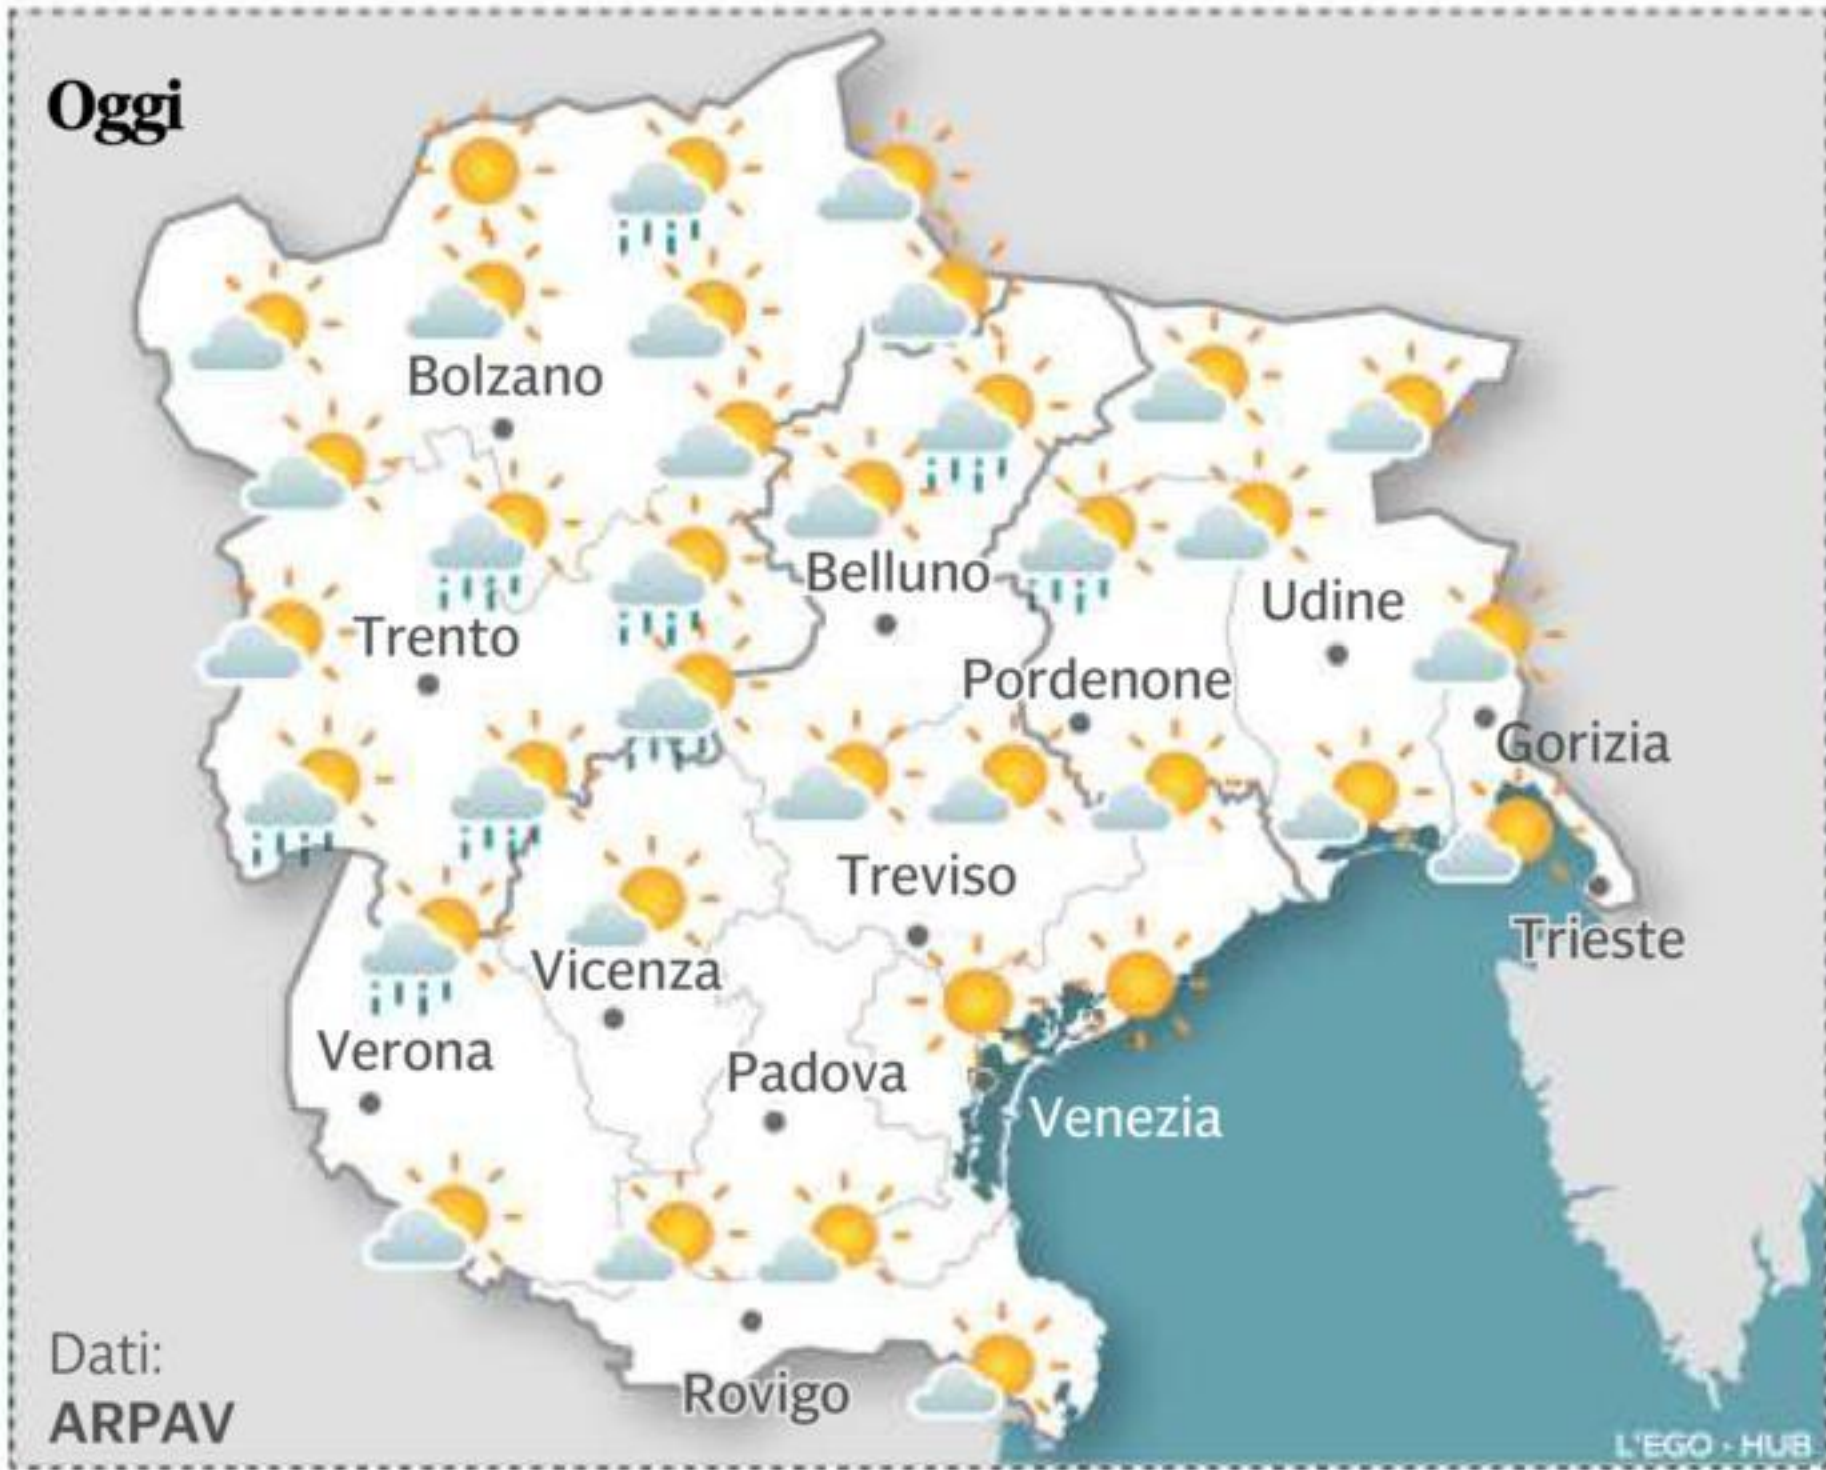 Oggi
Bolzano
Belluno
Udine
Trento
Pordenone
Gorizia
Treviso
Trieste
Vicenza
Verona
Padova
Venezia
Dati:
ARPAV
Rovigo
L'EGO - HUB